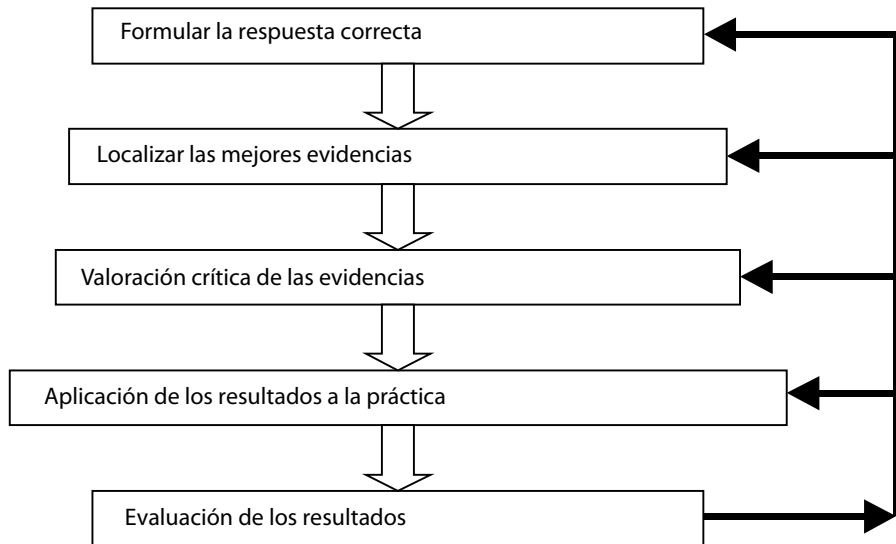 Formular la respuesta correcta
Localizar las mejores evidencias
Valoración crítica de las evidencias
Aplicación de los resultados a la práctica
Evaluación de los resultados